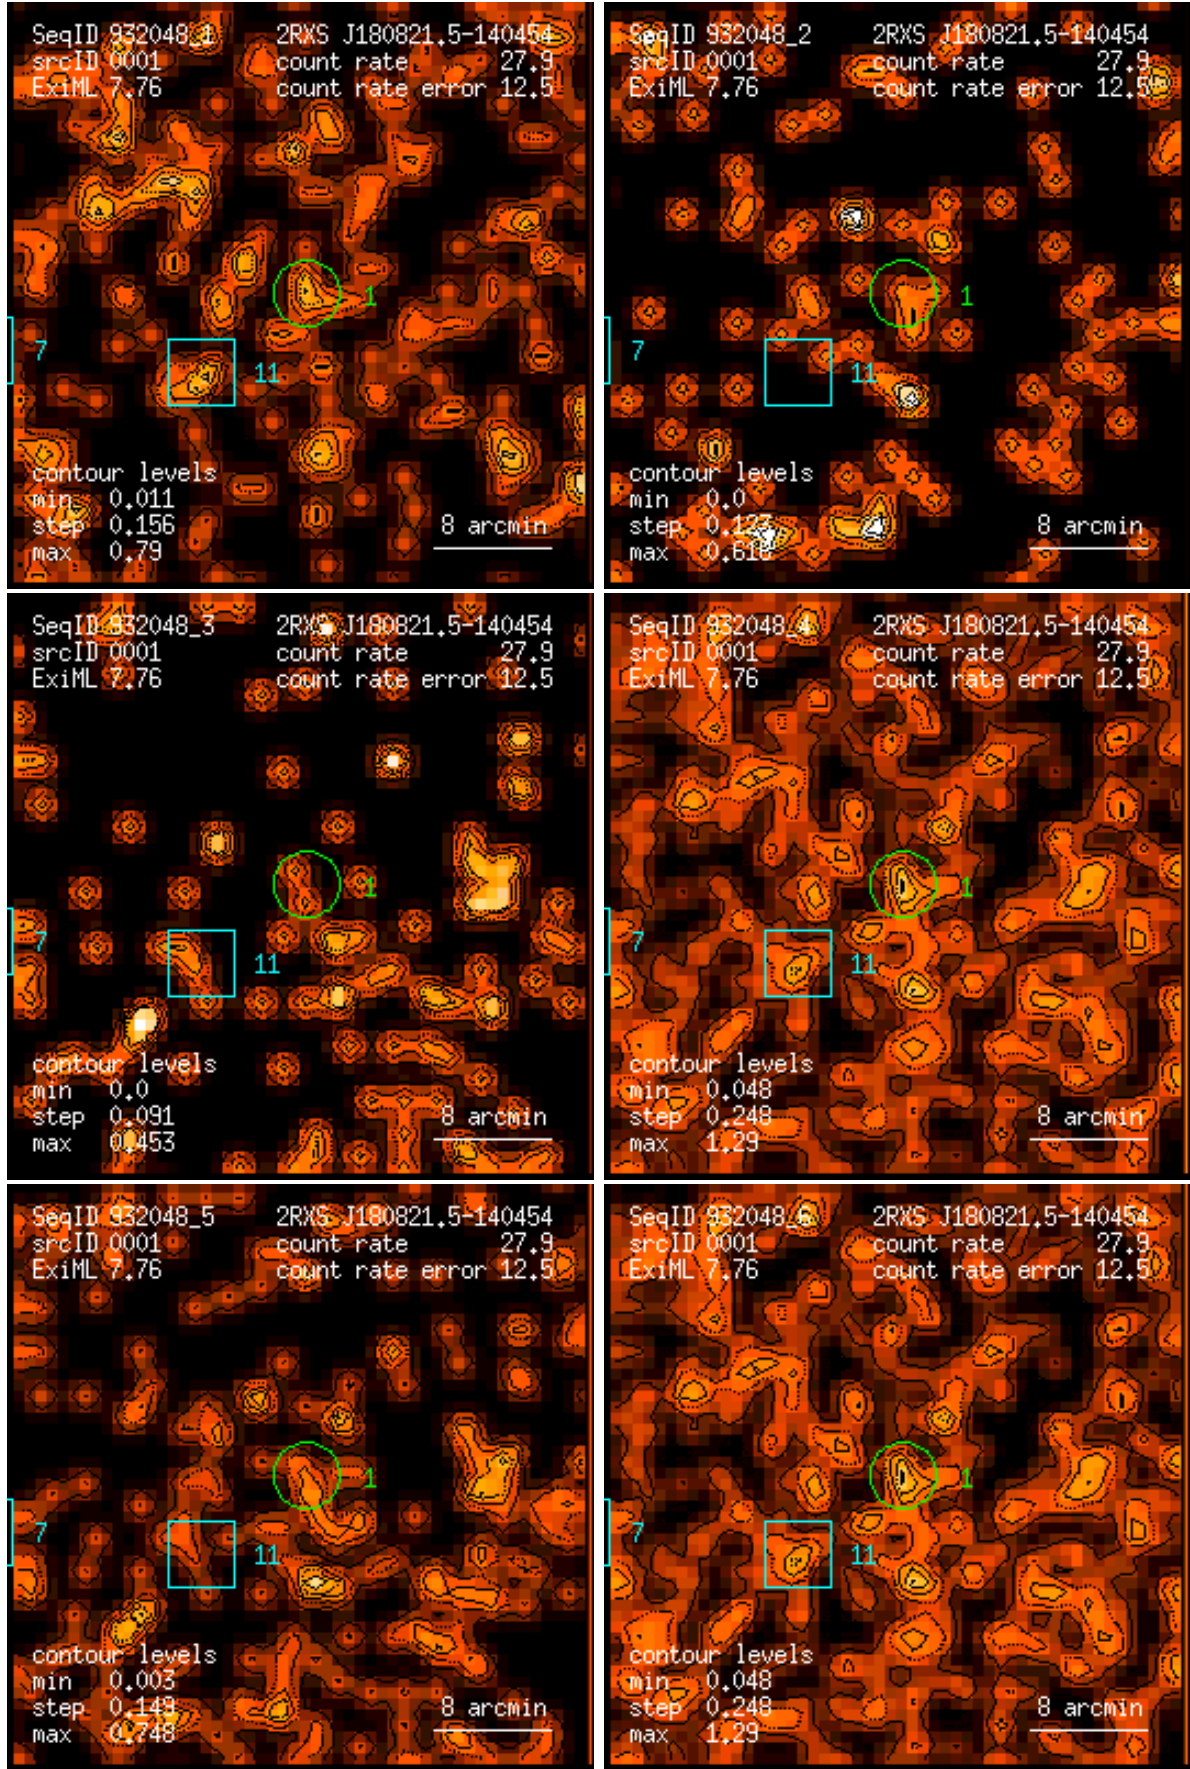 SeqID 932048_1 2RXS J180821.5-140454
srcID 0001 count rate 27.9
ExiML 7.76 count rate error 12.5
1
7
11
contour levels
min 0.011
step 0.156
max 0.79
8 arcmin
SeqID 932048_2 2RXS J180821.5-140454
srcID 0001 count rate 27.9
ExiML 7.76 count rate error 12.5
1
7
11
contour levels
min 0.0
step 0.123
max 0.618
8 arcmin
SeqID 932048_3 2RXS J180821.5-140454
srcID 0001 count rate 27.9
ExiML 7.76 count rate error 12.5
1
7
11
contour levels
min 0.0
step 0.091
max 0.453
8 arcmin
SeqID 932048_4 2RXS J180821.5-140454
srcID 0001 count rate 27.9
ExiML 7.76 count rate error 12.5
1
7
11
contour levels
min 0.048
step 0.248
max 1.29
8 arcmin
SeqID 932048_5 2RXS J180821.5-140454
srcID 0001 count rate 27.9
ExiML 7.76 count rate error 12.5
1
7
11
contour levels
min 0.003
step 0.149
max 0.748
8 arcmin
SeqID 932048_6 2RXS J180821.5-140454
srcID 0001 count rate 27.9
ExiML 7.76 count rate error 12.5
1
7
11
contour levels
min 0.048
step 0.248
max 1.29
8 arcmin